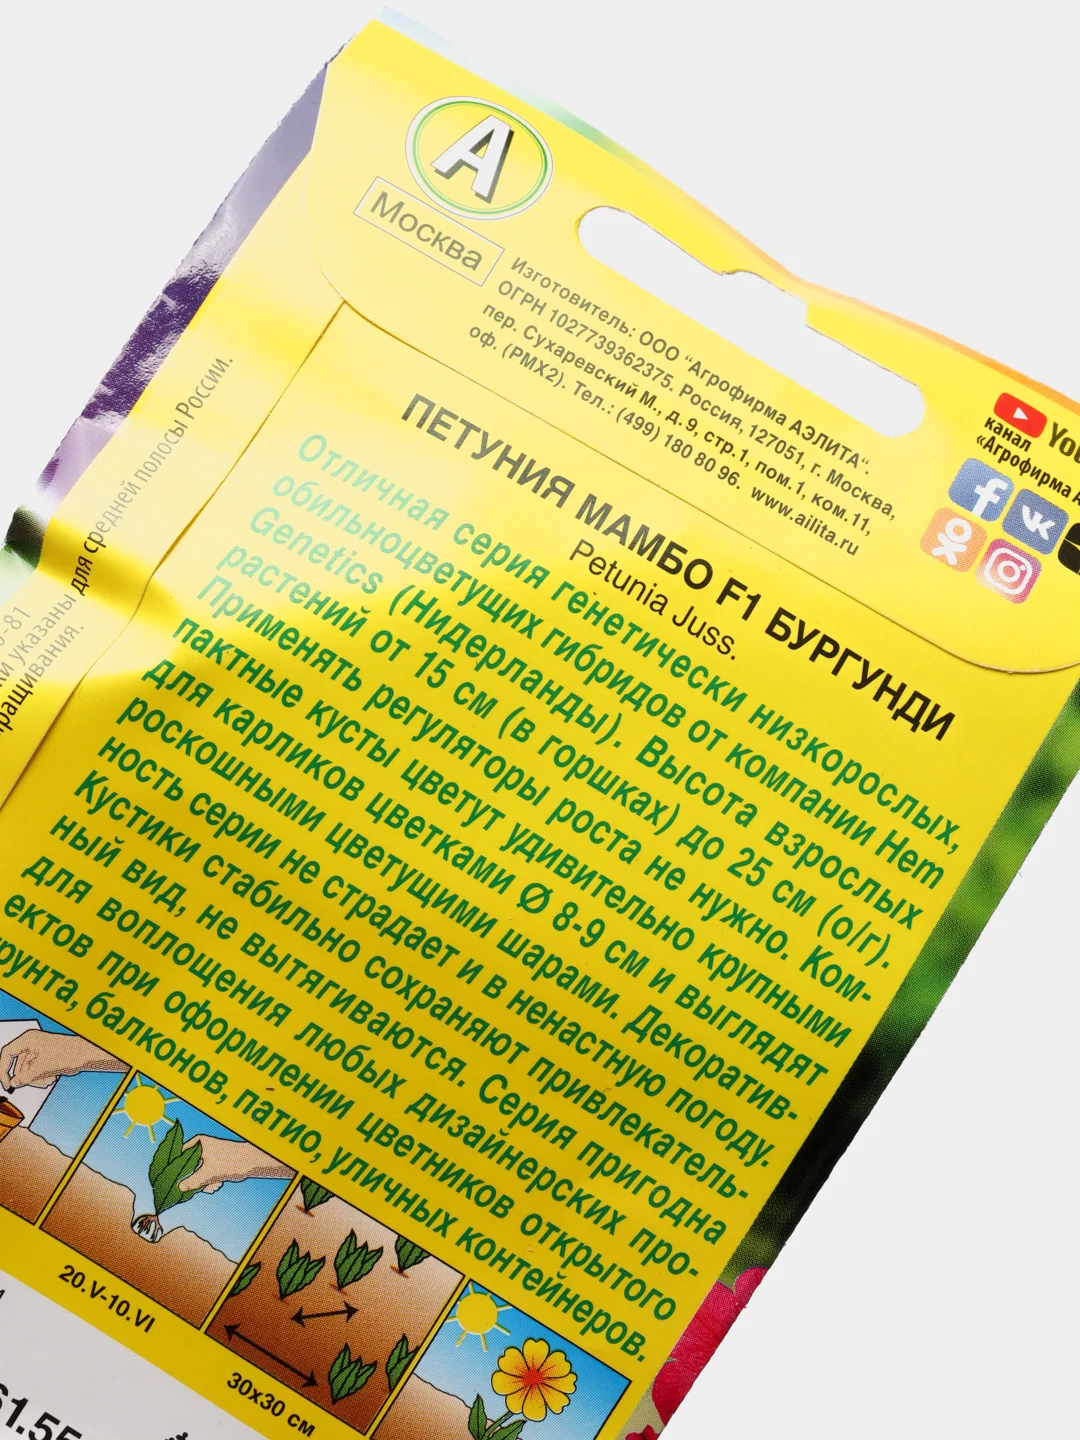 А
Москва
Изготовитель: ООО "Агрофирма АЭЛИТА".
ОГРН 1027739362375. Россия, 127051, г. Москва,
пер. Сухаревский М., д. 9, стр.1, пом.1, ком.11,
оф. (РМХ2). Тел.: (499) 180 80 96. www.ailita.ru
канал
«Агрофирма
ПЕТУНИЯ МАМБО F1 БУРГУНДИ
Petunia Juss.
Отличная серия генетически низкорослых,
обильноцветущих гибридов от компании Hem
Genetics (Нидерланды). Высота взрослых
растений от 15 см (в горшках) до 25 см (о/г).
Применять регуляторы роста не нужно. Ком-
пактные кусты цветут удивительно крупными
для карликов цветками Ø 8-9 см и выглядят
роскошными цветущими шарами. Декоратив-
ность серии не страдает и в ненастную погоду.
Кустики стабильно сохраняют привлекатель-
ный вид, не вытягиваются. Серия пригодна
для воплощения любых дизайнерских про-
ектов при оформлении цветников открытого
грунта, балконов, патио, уличных контейнеров.
указаны для средней полосы России.
20.V-10.VI
30x30 см